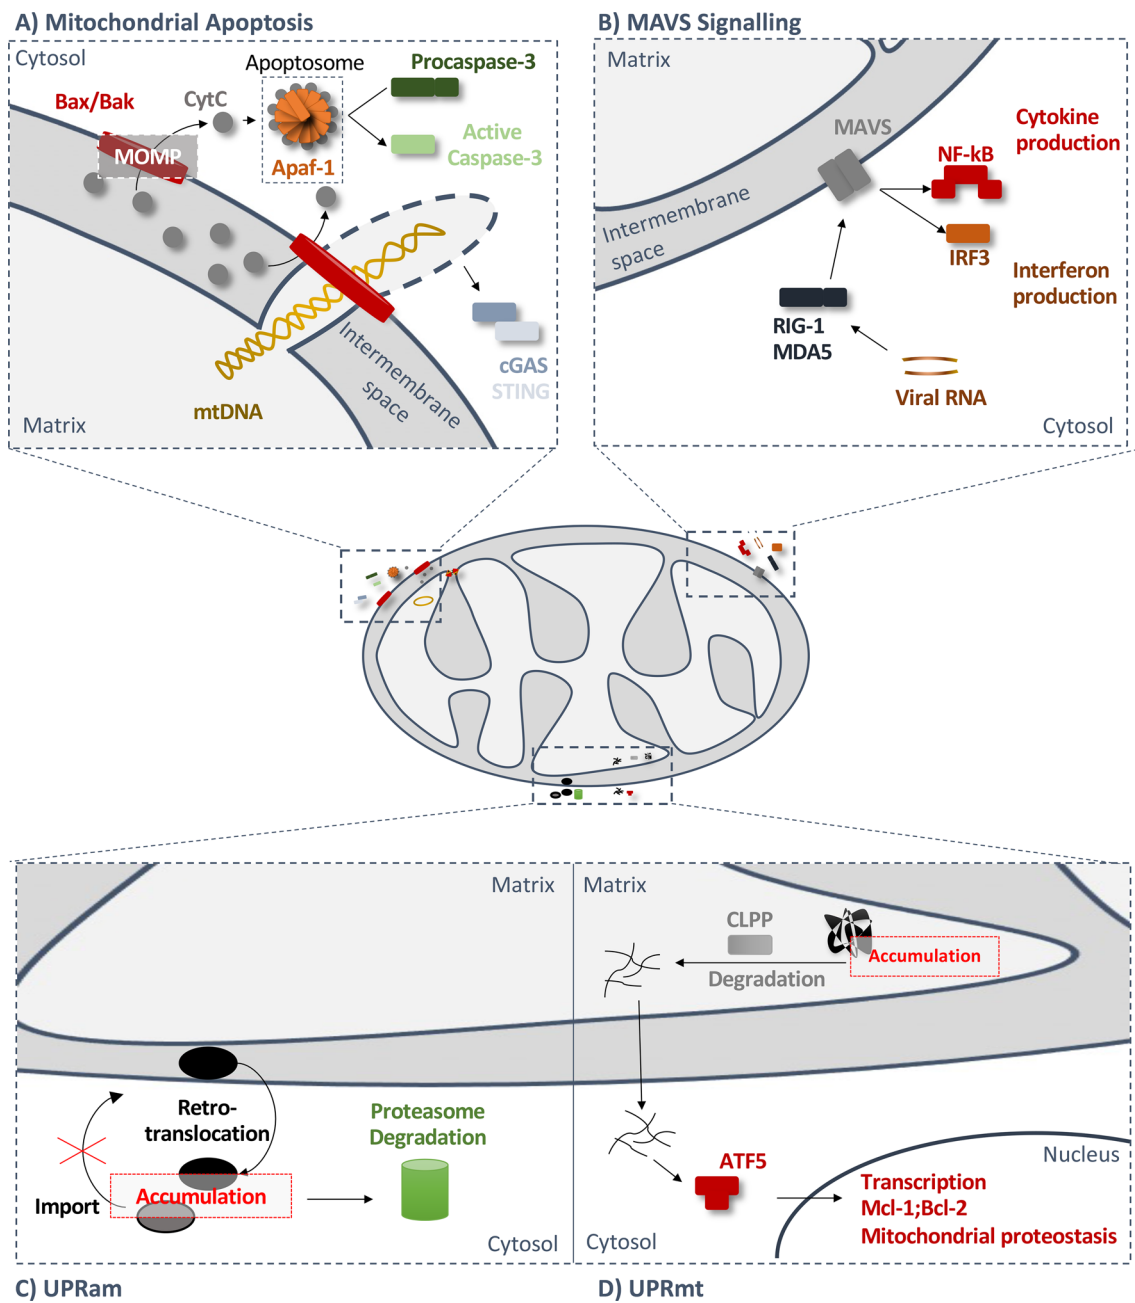 A) Mitochondrial Apoptosis
Cytosol
Bax/Bak
MOMP
CytC
Apoptosome
Apaf-1
Procaspase-3
Active
Caspase-3
mtDNA
Matrix
Intermembrane
space
cGAS
STING
B) MAVS Signalling
Matrix
MAVS
Intermembrane
space
NF-kB
Cytokine
production
IRF3
Interferon
production
RIG-1
MDA5
Viral RNA
Cytosol
Matrix
Retro-
translocation
Import
Accumulation
Proteasome
Degradation
Cytosol
C) UPRam
Matrix
CLPP
Degradation
Accumulation
ATF5
Nucleus
Transcription
Mcl-1;Bcl-2
Mitochondrial proteostasis
Cytosol
D) UPRmt